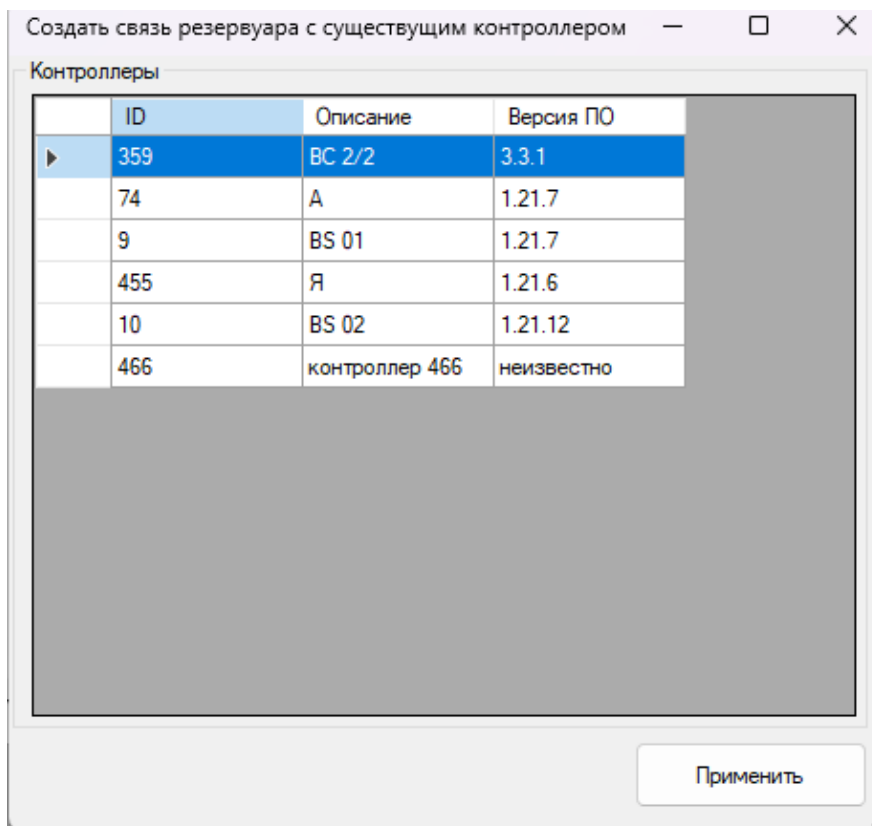 Создать связь резервуара с существущим контроллером
Контроллеры
ID Описание Версия ПО
359 ВС 2/2 3.3.1
74 А 1.21.7
9 BS 01 1.21.7
455 Я 1.21.6
10 BS 02 1.21.12
466 контроллер 466 неизвестно
Применить